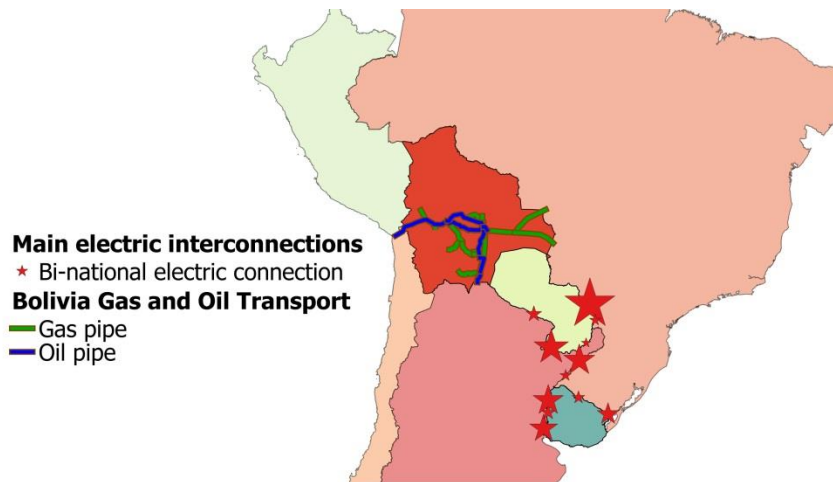 Main electric interconnections
Bi-national electric connection
Bolivia Gas and Oil Transport
Gas pipe
Oil pipe